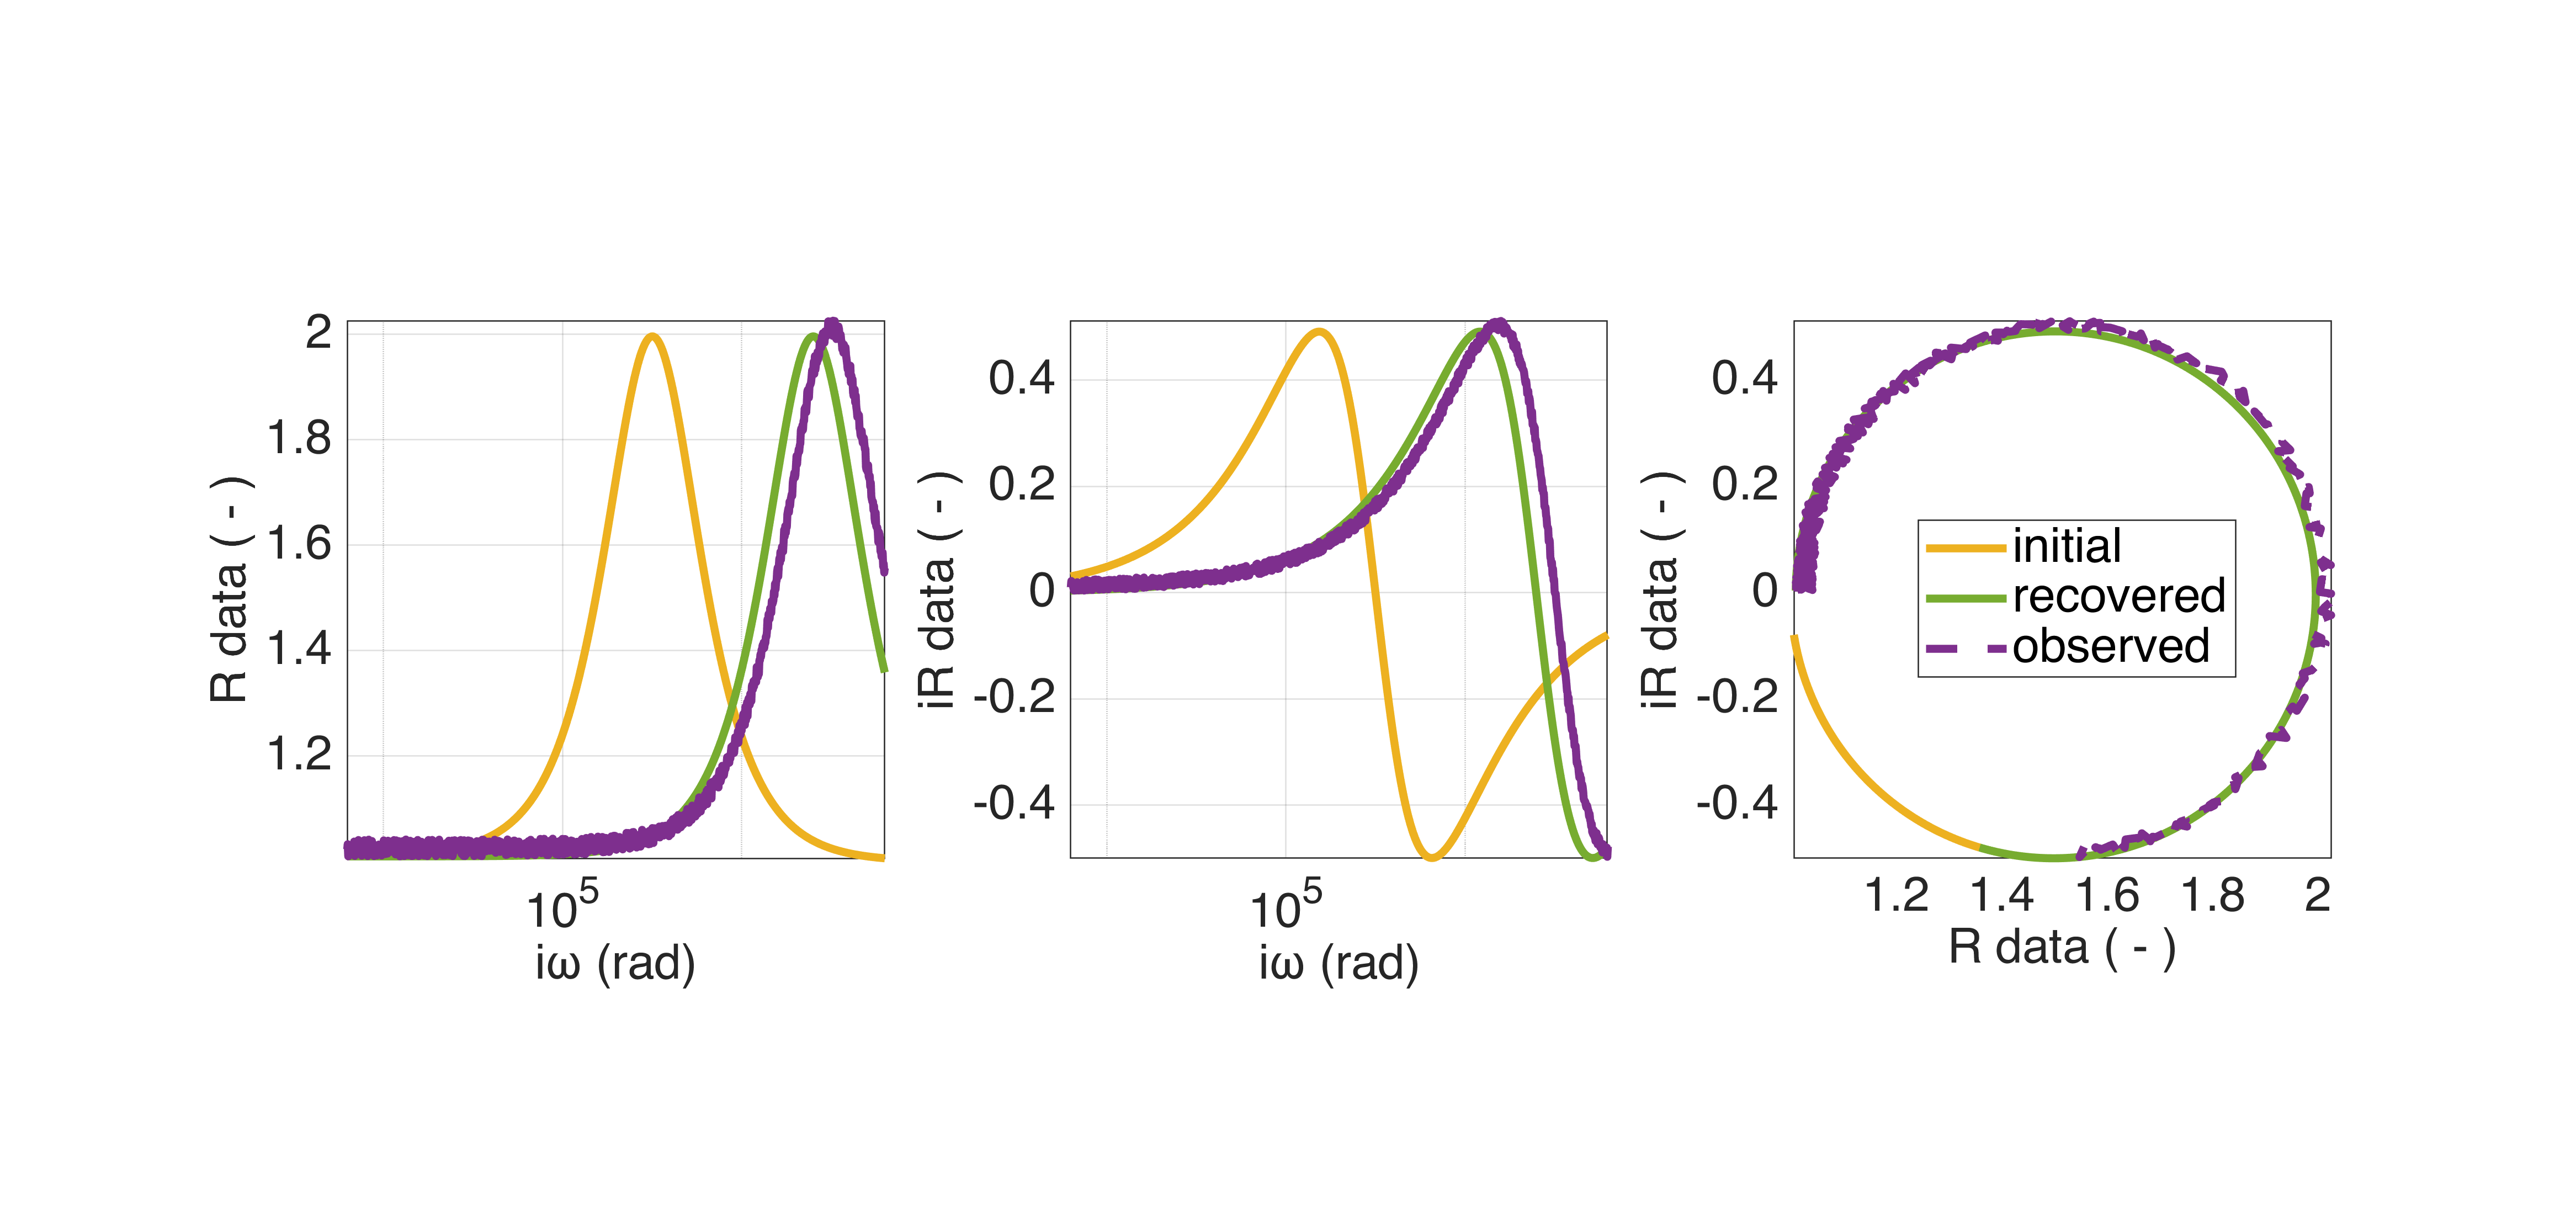 R data ( - )
2
1.8
1.6
1.4
1.2
10^5
iω (rad)
iR data ( - )
0.4
0.2
0
-0.2
-0.4
10^5
iω (rad)
iR data ( - )
0.4
0.2
0
-0.2
-0.4
initial
recovered
observed
1.2 1.4 1.6 1.8 2
R data ( - )